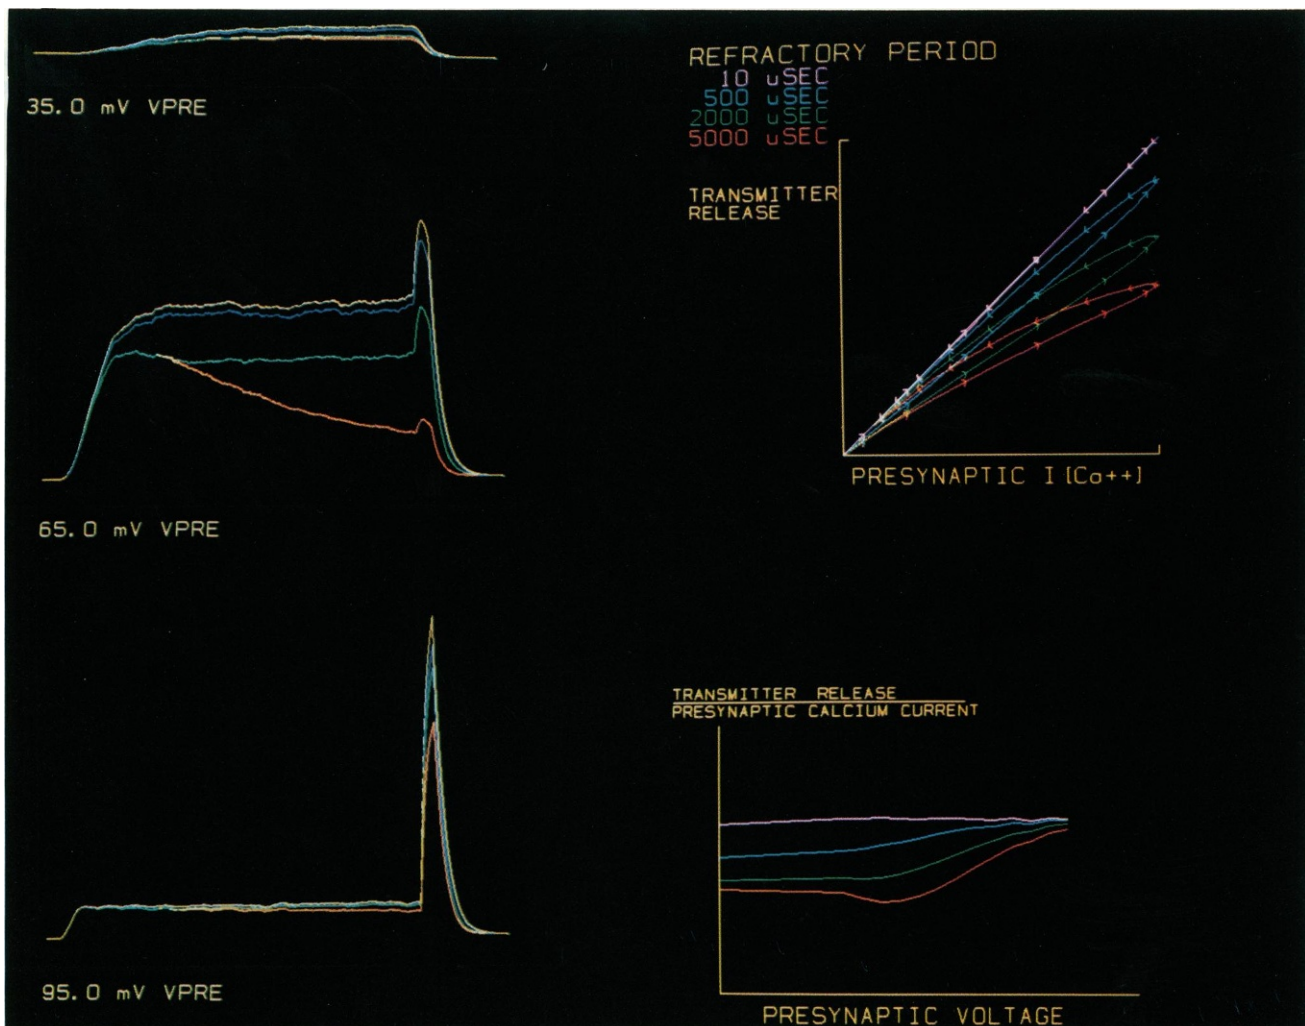 35.0 mV VPRE
65.0 mV VPRE
95.0 mV VPRE
REFRACTORY PERIOD
10 uSEC
500 uSEC
2000 uSEC
5000 uSEC
TRANSMITTER
RELEASE
PRESYNAPTIC I [Ca++]
TRANSMITTER RELEASE
PRESYNAPTIC CALCIUM CURRENT
PRESYNAPTIC VOLTAGE